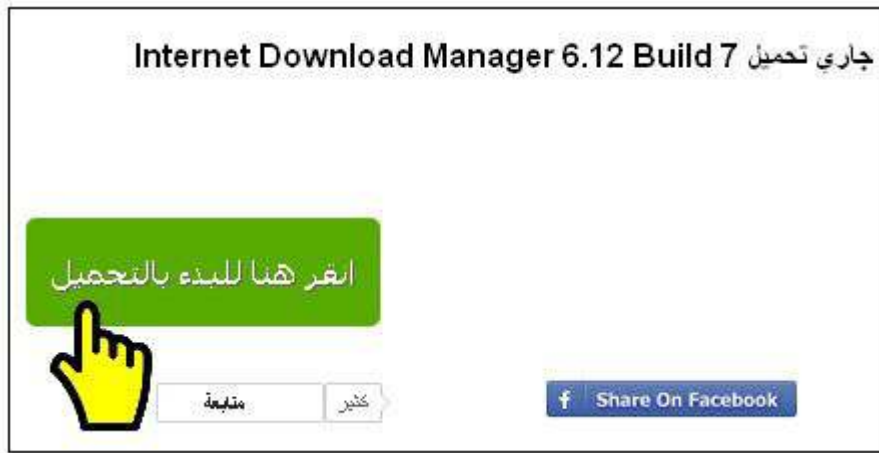 جاري تحميل Internet Download Manager 6.12 Build 7
انقر هنا للبدء بالتحميل
كثير
متابعة
f Share On Facebook